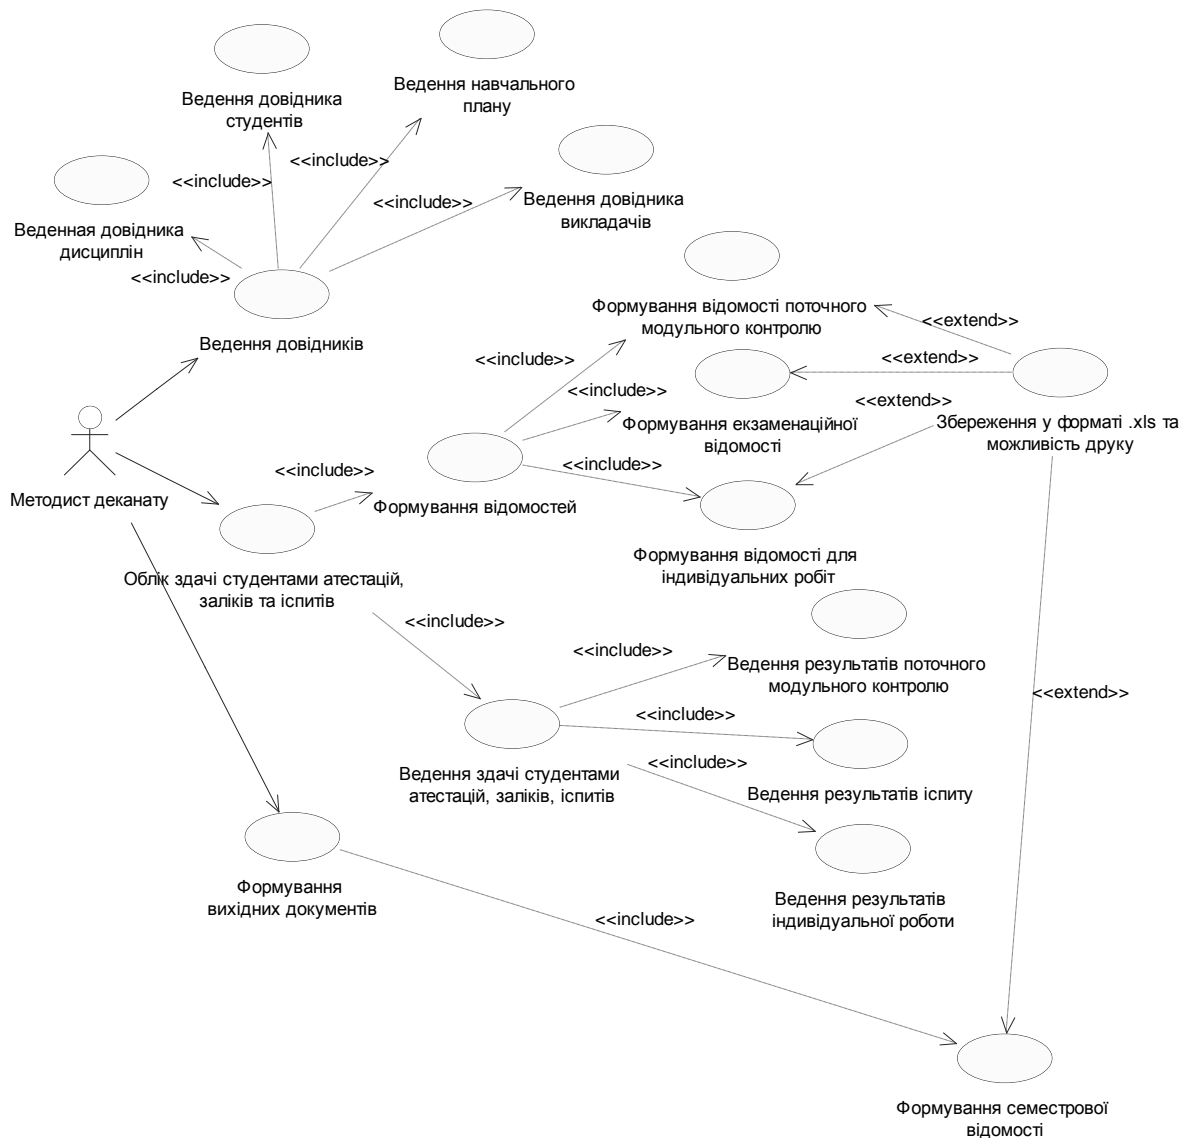 Ведення довідника
студентів
Ведення навчального
плану
<<include>>
<<include>>
Ведення довідника
викладачів
<<include>>
<<include>>
Веденная довідника
дисциплін
<<include>>
Ведення довідників
Формування відомості поточного
модульного контролю
<<extend>>
<<include>>
<<extend>>
<<include>>
<<extend>>
Формування екзаменаційної
відомості
Збереження у форматі .xls та
можливість друку
<<include>>
<<include>>
Методист деканату
Формування відомостей
Формування відомості для
індивідуальних робіт
Облік здачі студентами атестацій,
заліків та іспитів
<<include>>
<<include>>
Ведення результатів поточного
модульного контролю
<<extend>>
<<include>>
<<include>>
Ведення здачі студентами
атестацій, заліків, іспитів
Ведення результатів іспиту
Формування
вихідних документів
Ведення результатів
індивідуальної роботи
<<include>>
Формування семестрової
відомості